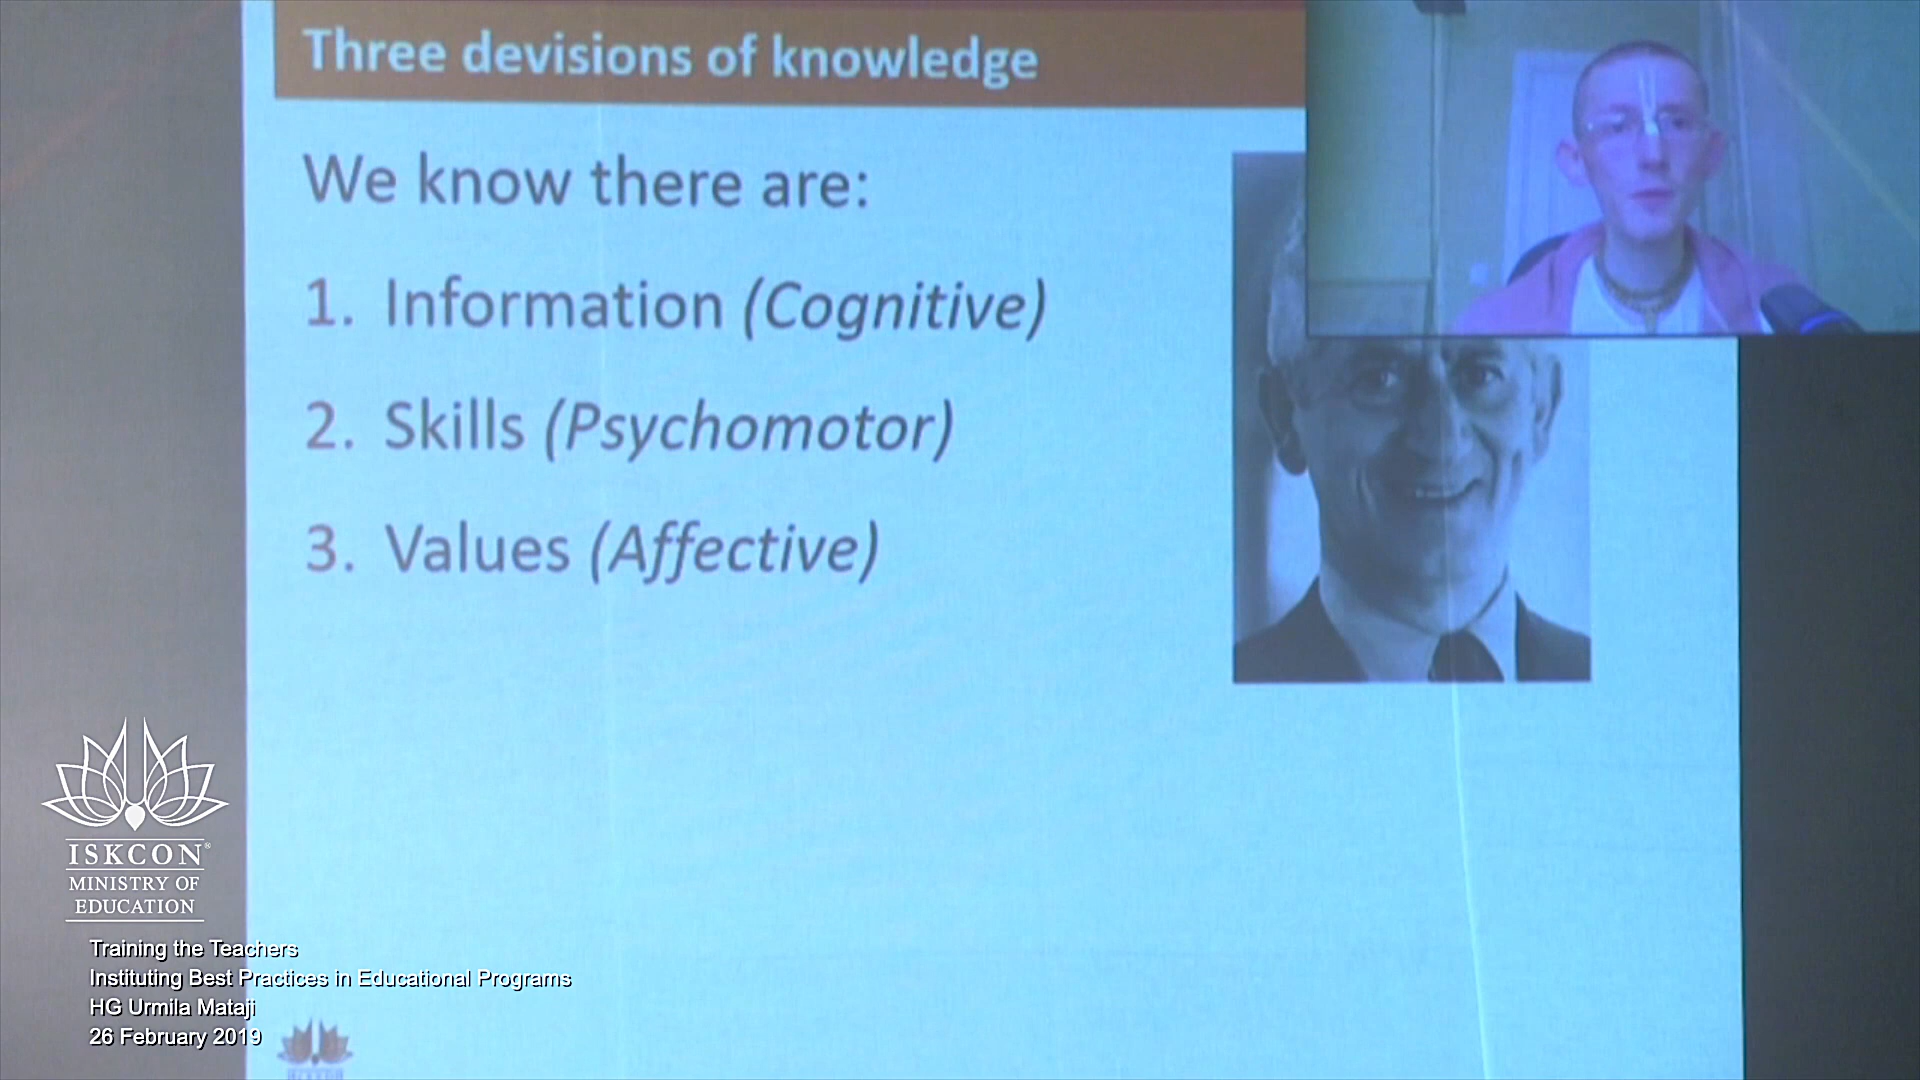 Three devisions of knowledge
We know there are:
1. Information (Cognitive)
2. Skills (Psychomotor)
3. Values (Affective)
ISKCON®
MINISTRY OF
EDUCATION
Training the Teachers
Instituting Best Practices in Educational Programs
HG Urmila Mataji
26 February 2019